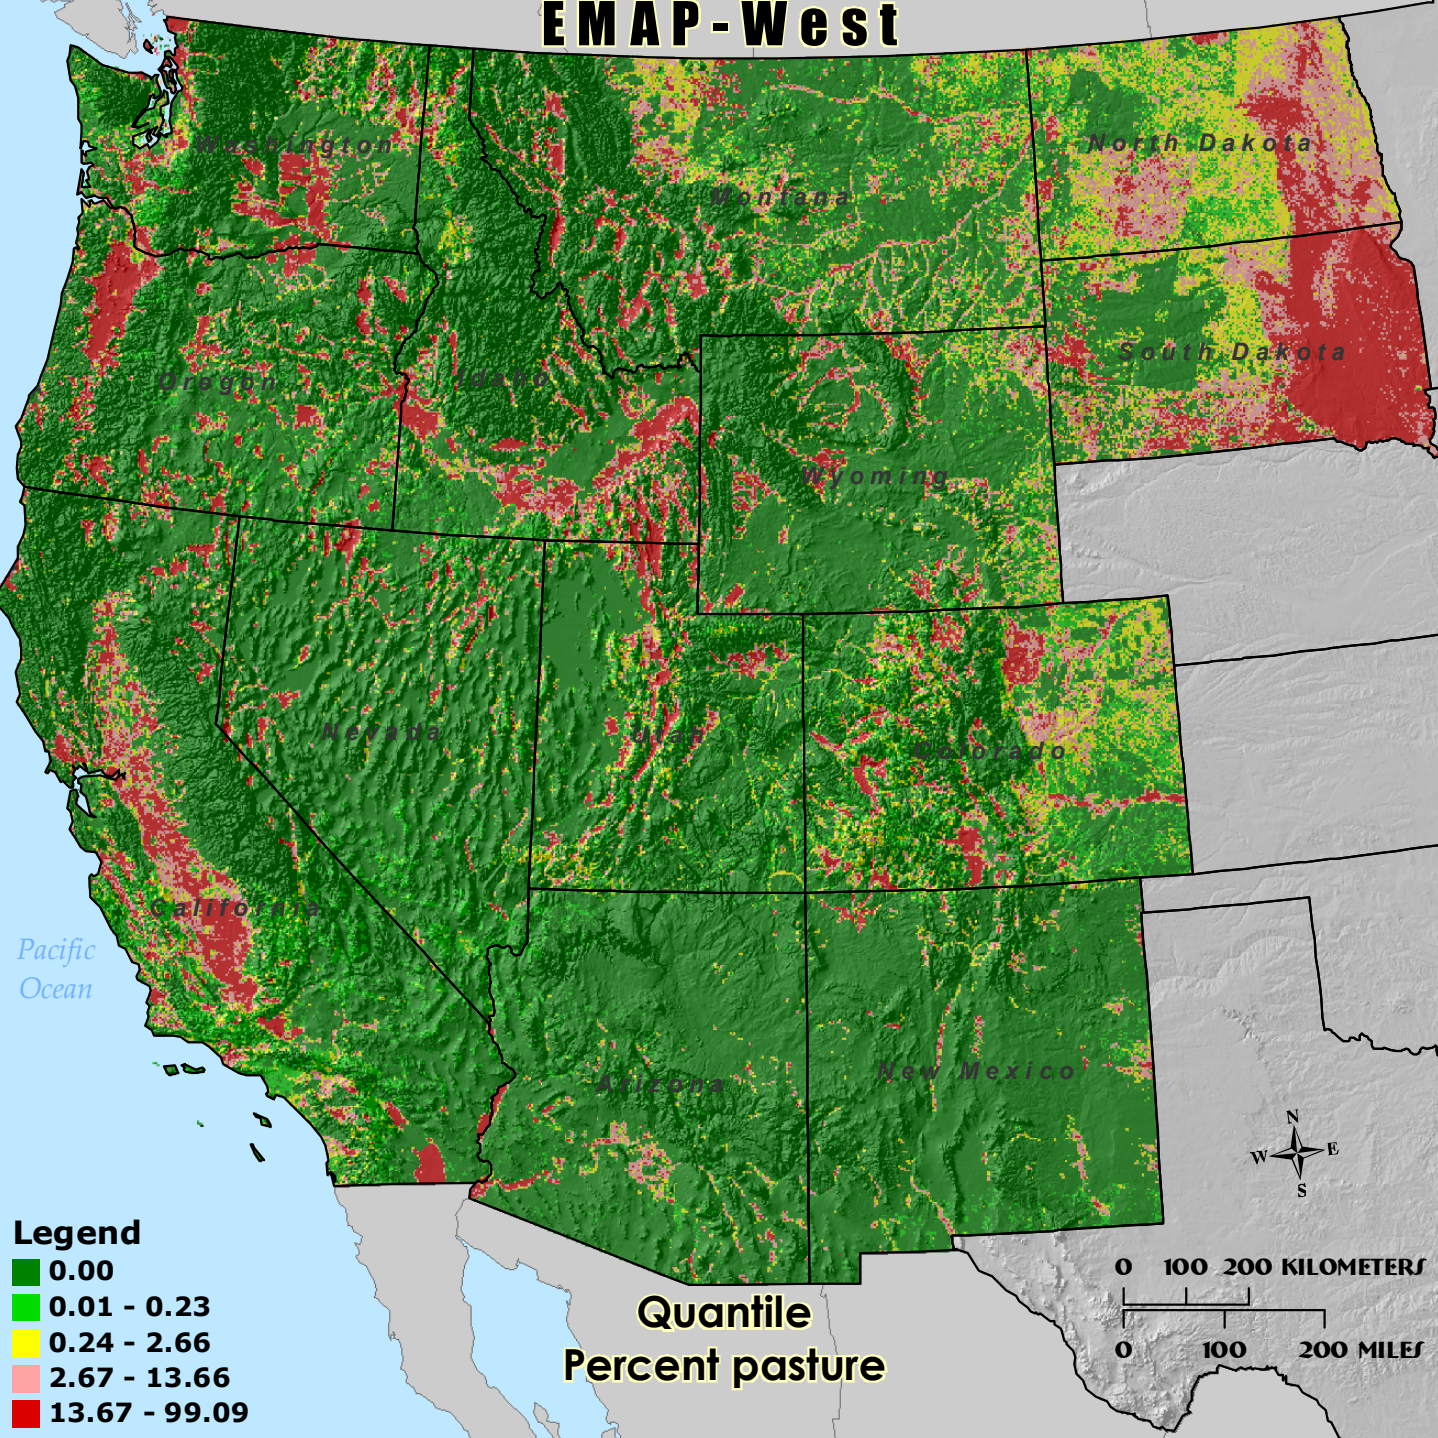 EMAP-West
Washington
North Dakota
Montana
South Dakota
Oregon
Idaho
Wyoming
Nevada
Utah
Colorado
California
Pacific
Ocean
Arizona
New Mexico
N
W E
S
Legend
0.00
0.01 - 0.23
0.24 - 2.66
2.67 - 13.66
13.67 - 99.09
Quantile
Percent pasture
0 100 200 KILOMETERS
0 100 200 MILES